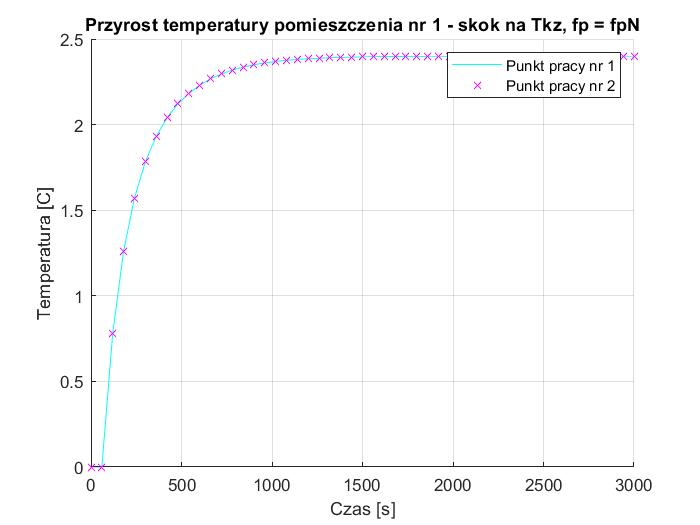 Przyrost temperatury pomieszczenia nr 1 - skok na Tkz, fp = fpN
2.5
2
1.5
1
0.5
0
Temperatura [C]
Punkt pracy nr 1
Punkt pracy nr 2
0 500 1000 1500 2000 2500 3000
Czas [s]